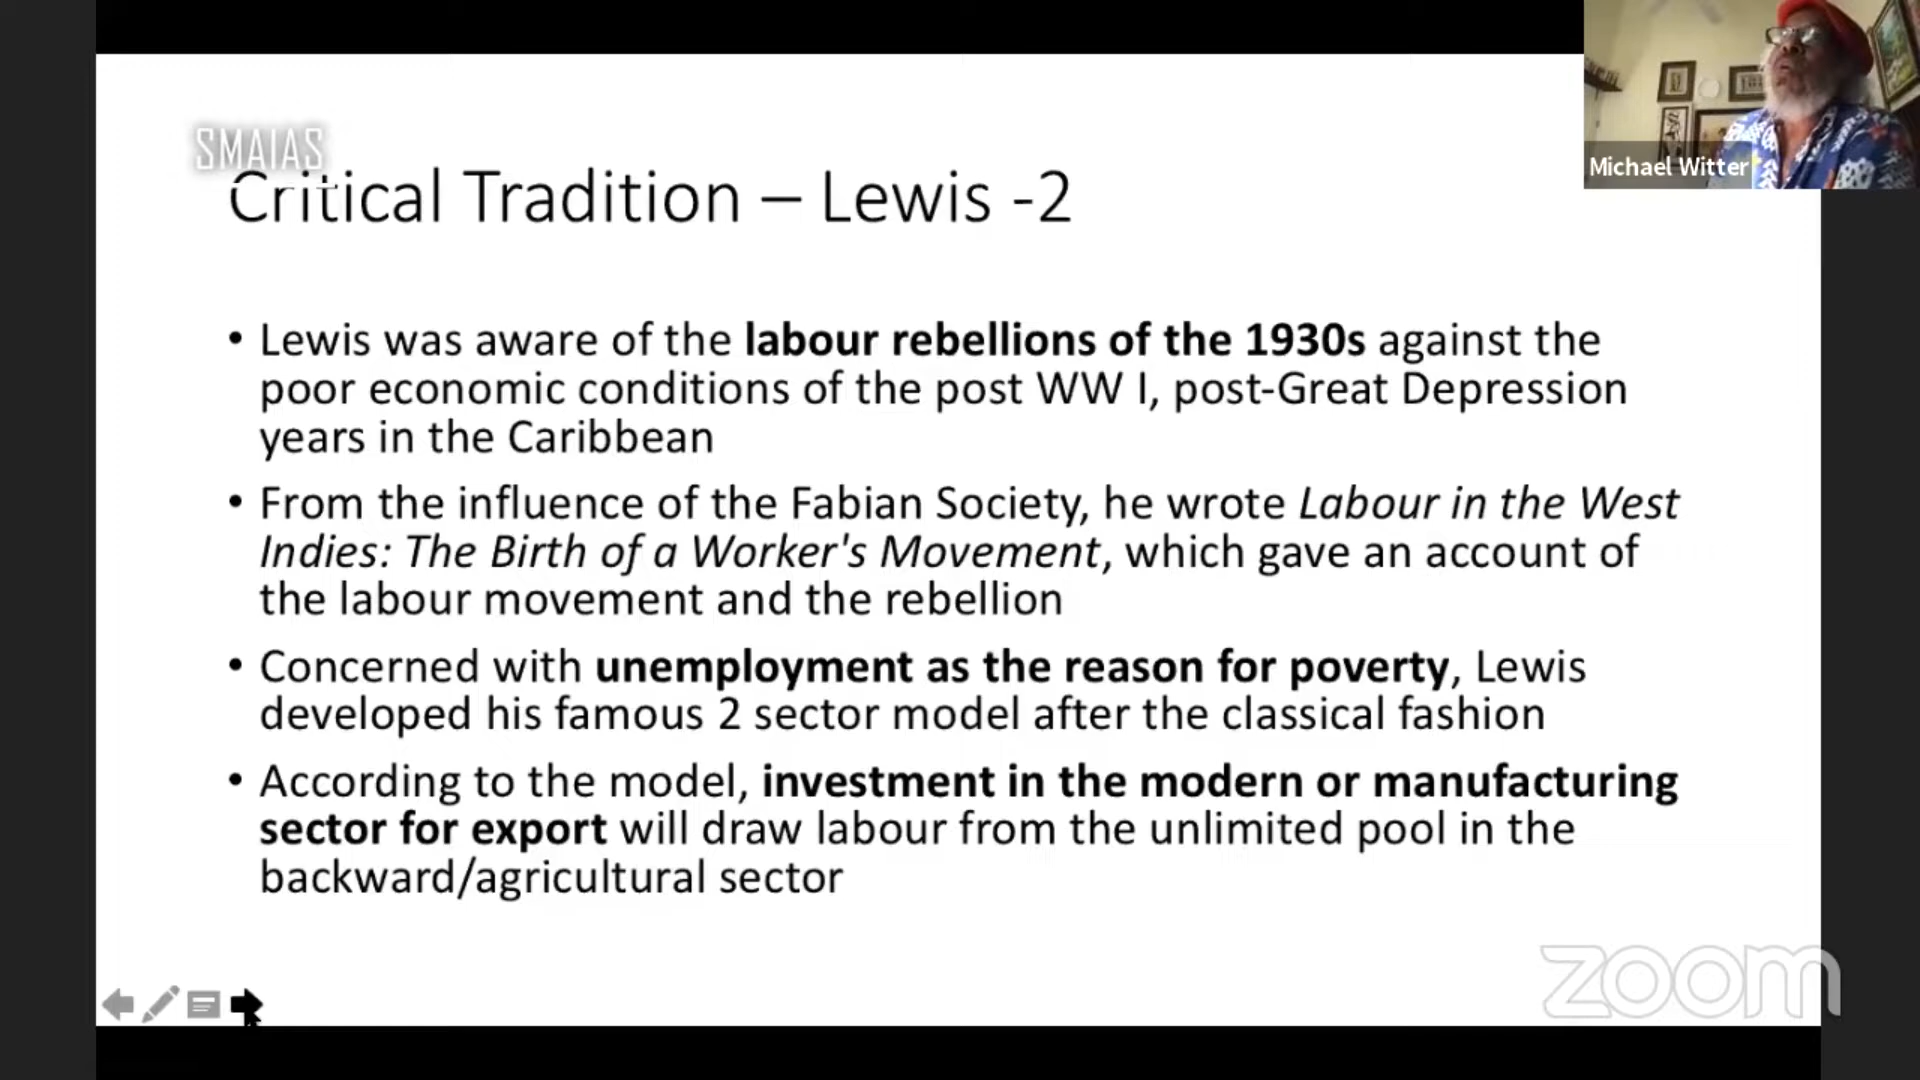 Michael Witter
SMAIAS
Critical Tradition – Lewis -2
• Lewis was aware of the labour rebellions of the 1930s against the
poor economic conditions of the post WW I, post-Great Depression
years in the Caribbean
• From the influence of the Fabian Society, he wrote Labour in the West
Indies: The Birth of a Worker's Movement, which gave an account of
the labour movement and the rebellion
• Concerned with unemployment as the reason for poverty, Lewis
developed his famous 2 sector model after the classical fashion
• According to the model, investment in the modern or manufacturing
sector for export will draw labour from the unlimited pool in the
backward/agricultural sector
zoom